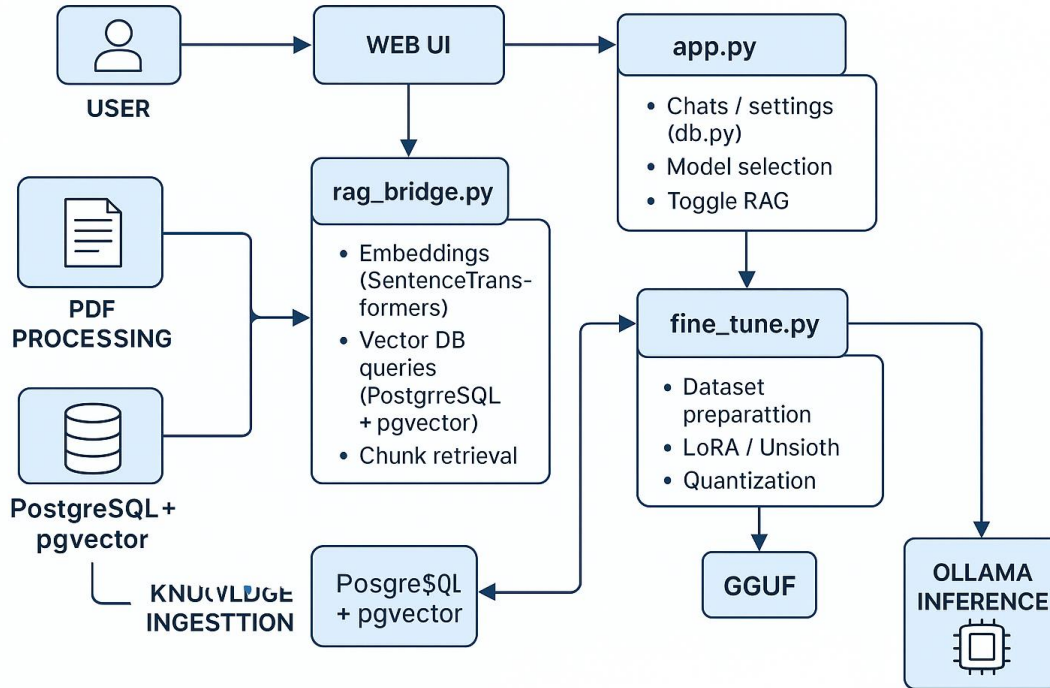 WEB UI
app.py
USER
• Chats / settings
(db.py)
• Model selection
• Toggle RAG
rag_bridge.py
• Embeddings
(SentenceTrans-
formers)
• Vector DB
queries
(PostgrreSQL
+ pgvector)
• Chunk retrieval
PDF
PROCESSING
fine_tune.py
• Dataset
preparattion
• LoRA / Unsioth
• Quantization
PostgreSQL+
pgvector
INGESTTION
Posgre$QL
+ pgvector
GGUF
OLLAMA
INFERENCE